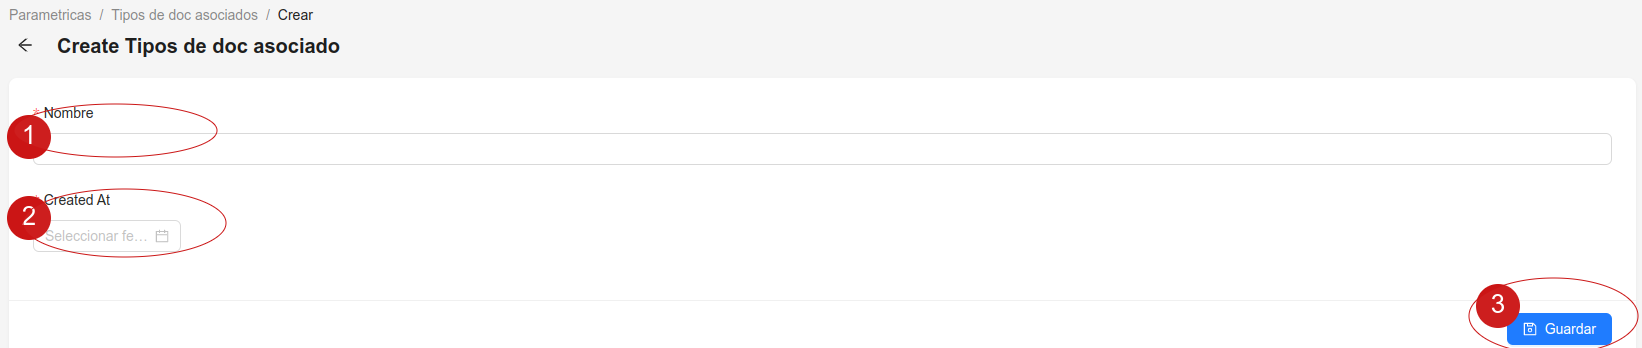 Parametricas / Tipos de doc asociados / Crear
Create Tipos de doc asociado
* Nombre
1
* Created At
2
Seleccionar fe...
3
Guardar